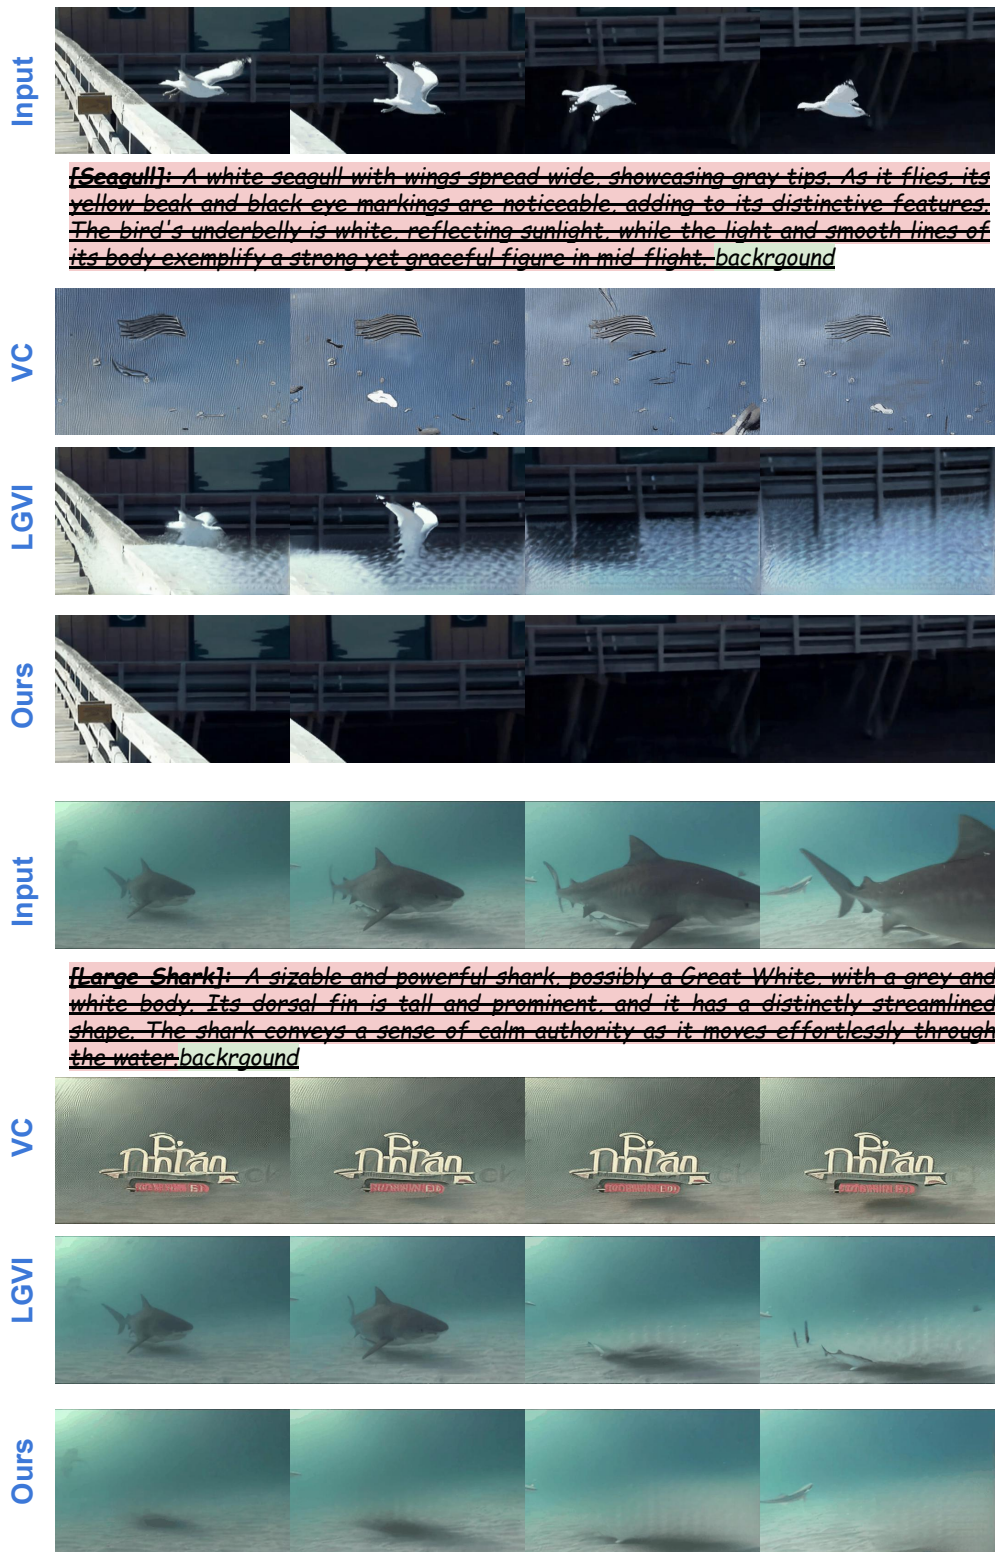 Input
[Seagull]: A white seagull with wings spread wide, showcasing gray tips. As it flies, its
yellow beak and black eye markings are noticeable, adding to its distinctive features.
The bird's underbelly is white, reflecting sunlight, while the light and smooth lines of
its body exemplify a strong yet graceful figure in mid-flight. backrgound
VC
LGVI
Ours
Input
[Large Shark]: A sizable and powerful shark, possibly a Great White, with a grey and
white body. Its dorsal fin is tall and prominent, and it has a distinctly streamlined
shape. The shark conveys a sense of calm authority as it moves effortlessly through
the water.backrgound
VC
LGVI
Ours